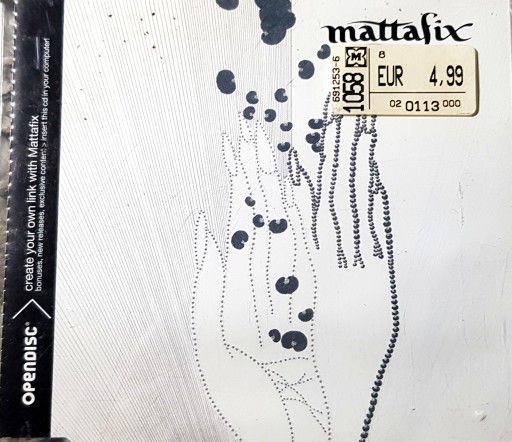 mattafix
8
EUR 4,99
02 0113 000
691253-6
1058 M
OPENDISC®
create your own link with Mattafix
bonuses, new releases, exclusive content > insert this cd in your computer!